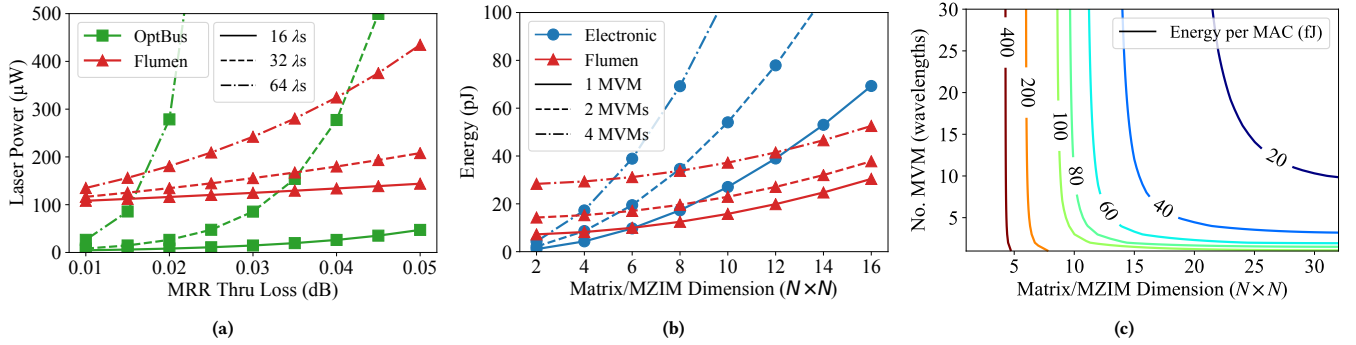 500
400
300
200
100
0
Laser Power (μW)
OptBus
Flumen
16 λs
32 λs
64 λs
0.01
0.02
0.03
0.04
0.05
MRR Thru Loss (dB)
(a)
100
80
60
40
20
0
Energy (pJ)
Electronic
Flumen
1 MVM
2 MVMs
4 MVMs
2
4
6
8
10
12
14
16
Matrix/MZIM Dimension (N×N)
(b)
30
25
20
15
10
5
No. MVM (wavelengths)
Energy per MAC (fJ)
400
200
100
80
60
40
20
5
10
15
20
25
30
Matrix/MZIM Dimension (N×N)
(c)